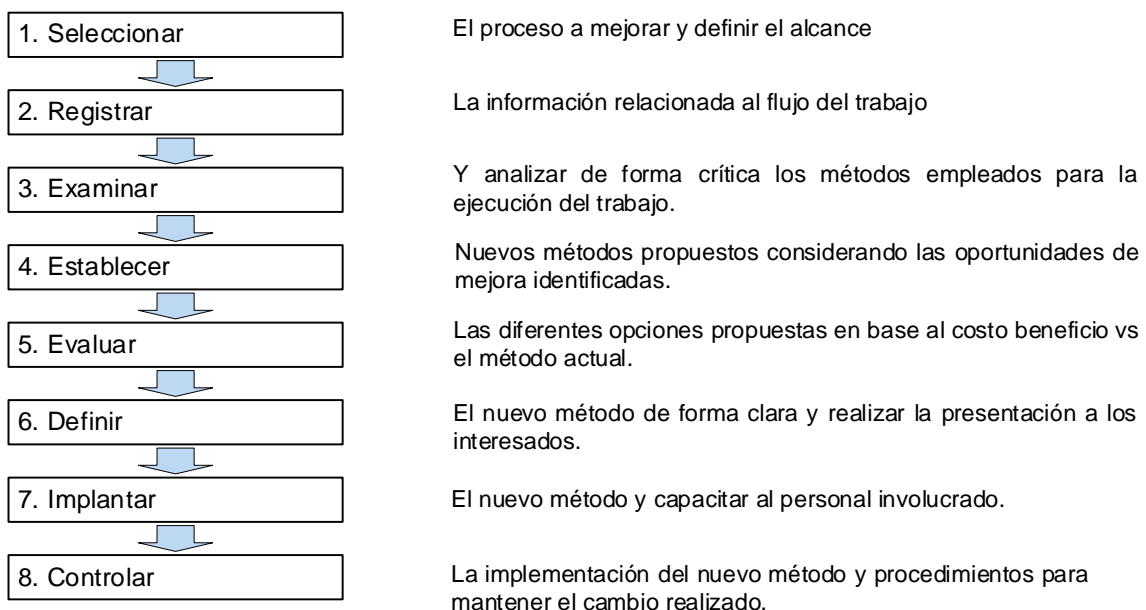 1. Seleccionar
El proceso a mejorar y definir el alcance
2. Registrar
La información relacionada al flujo del trabajo
3. Examinar
Y analizar de forma crítica los métodos empleados para la
ejecución del trabajo.
4. Establecer
Nuevos métodos propuestos considerando las oportunidades de
mejora identificadas.
5. Evaluar
Las diferentes opciones propuestas en base al costo beneficio vs
el método actual.
6. Definir
El nuevo método de forma clara y realizar la presentación a los
interesados.
7. Implantar
El nuevo método y capacitar al personal involucrado.
8. Controlar
La implementación del nuevo método y procedimientos para
mantener el cambio realizado.